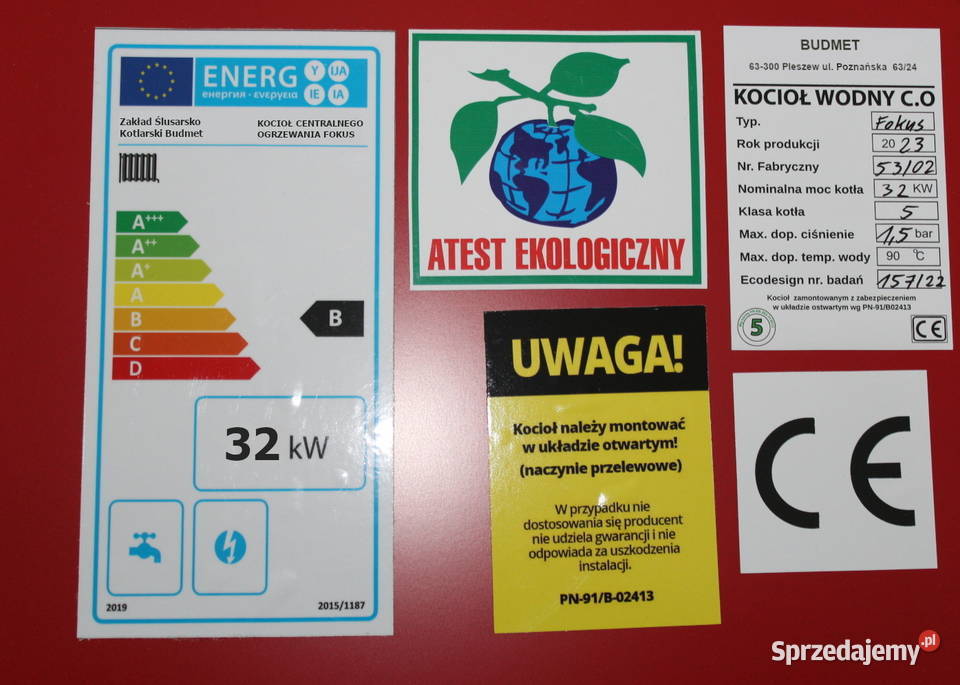 ENERG Y IJA IE IA
енергия · ενεργεια
Zakład Ślusarsko
Kotlarski Budmet
KOCIOŁ CENTRALNEGO
OGRZEWANIA FOKUS
A+++
A++
A+
A
B
C
D
B
32 kW
2019
2015/1187
ATEST EKOLOGICZNY
UWAGA!
Kocioł należy montować
w układzie otwartym!
(naczynie przelewowe)
W przypadku nie
dostosowania się producent
nie udziela gwarancji i nie
odpowiada za uszkodzenia
instalacji.
PN-91/B-02413
BUDMET
63-300 Pleszew ul. Poznańska 63/24
KOCIOŁ WODNY C.O
Typ. Fokus
Rok produkcji 2023
Nr. Fabryczny 53/02
Nominalna moc kotła 32 KW
Klasa kotła 5
Max. dop. ciśnienie 1,5 bar
Max. dop. temp. wody 90 °C
Ecodesign nr. badań 157/22
Kocioł zamontowanym z zabezpieczeniem
w układzie ostwartym wg PN-91/B02413
5
CE
CE
Sprzedajemy.pl